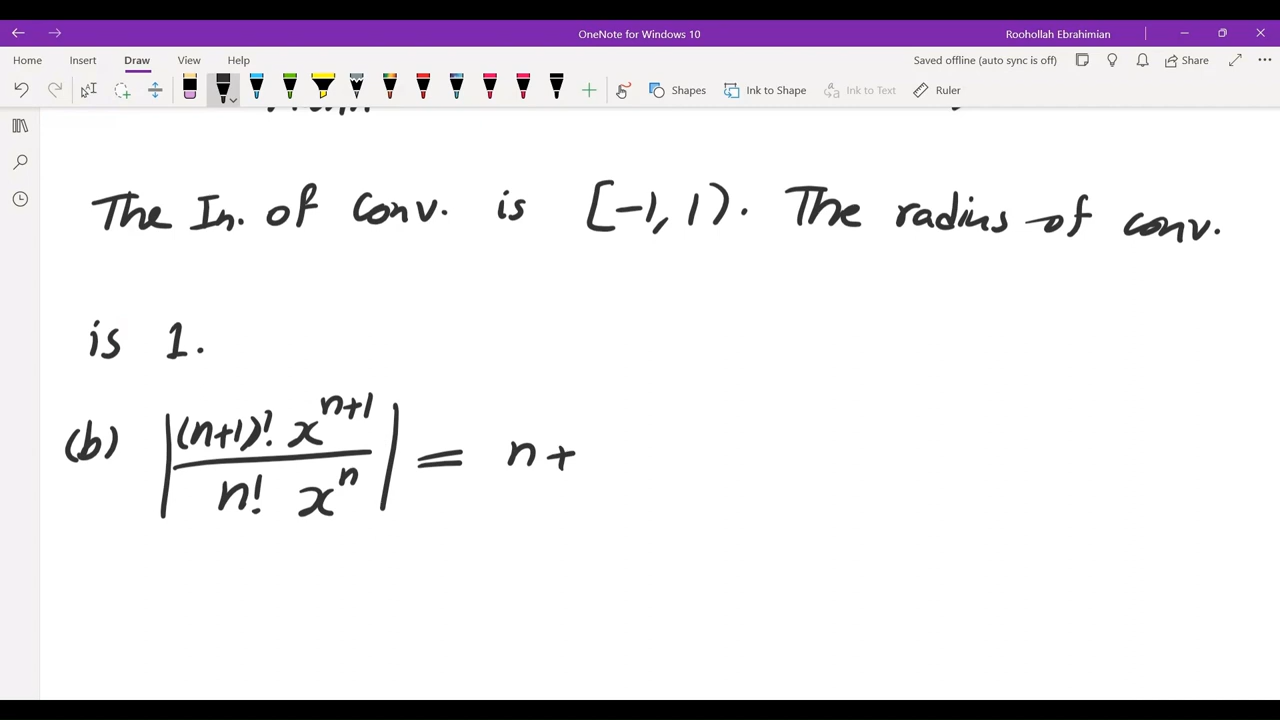 OneNote for Windows 10
Roohollah Ebrahimian
Home Insert Draw View Help
Saved offline (auto sync is off) Share
Shapes Ink to Shape Ink to Text Ruler
The In. of Conv. is [-1, 1). The radius of conv.
is 1.
(b) |(n+1)! x^{n+1} / n! x^n| = n+